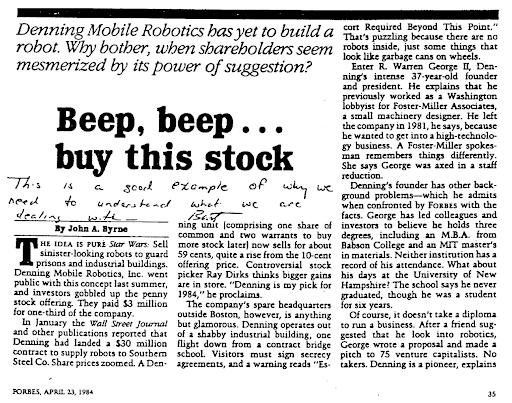 Denning Mobile Robotics has yet to build a
robot. Why bother, when shareholders seem
mesmerized by its power of suggestion?
Beep, beep...
buy this stock
This is a good example of why we
need to understand what we are
dealing with —
By John A. Byrne
THE IDEA IS PURE Star Wars: Sell
sinister-looking robots to guard
prisons and industrial buildings.
Denning Mobile Robotics, Inc. went
public with this concept last summer,
and investors gobbled up the penny
stock offering. They paid $3 million
for one-third of the company.
In January the Wall Street Journal
and other publications reported that
Denning had landed a $30 million
contract to supply robots to Southern
Steel Co. Share prices zoomed. A Den-
ning unit (comprising one share of
common and two warrants to buy
more stock later) now sells for about
59 cents, quite a rise from the 10-cent
offering price. Controversial stock
picker Ray Dirks thinks bigger gains
are in store. "Denning is my pick for
1984," he proclaims.
The company's spare headquarters
outside Boston, however, is anything
but glamorous. Denning operates out
of a shabby industrial building, one
flight down from a contract bridge
school. Visitors must sign secrecy
agreements, and a warning reads "Es-
cort Required Beyond This Point."
That's puzzling because there are no
robots inside, just some things that
look like garbage cans on wheels.
Enter R. Warren George II, Den-
ning's intense 37-year-old founder
and president. He explains that he
previously worked as a Washington
lobbyist for Foster-Miller Associates,
a small machinery designer. He left
the company in 1981, he says, because
he wanted to get into a high-technolo-
gy business. A Foster-Miller spokes-
man remembers things differently.
She says George was axed in a staff
reduction.
Denning's founder has other back-
ground problems—which he admits
when confronted by FORBES with the
facts. George has led colleagues and
investors to believe he holds three
degrees, including an M.B.A. from
Babson College and an MIT master's
in materials. Neither institution has a
record of his attendance. What about
his days at the University of New
Hampshire? The school says he never
graduated, though he was a student
for six years.
Of course, it doesn't take a diploma
to run a business. After a friend sug-
gested that he look into robotics,
George wrote a proposal and made a
pitch to 75 venture capitalists. No
takers. Denning is a pioneer, explains
FORBES, APRIL 23, 1984
35